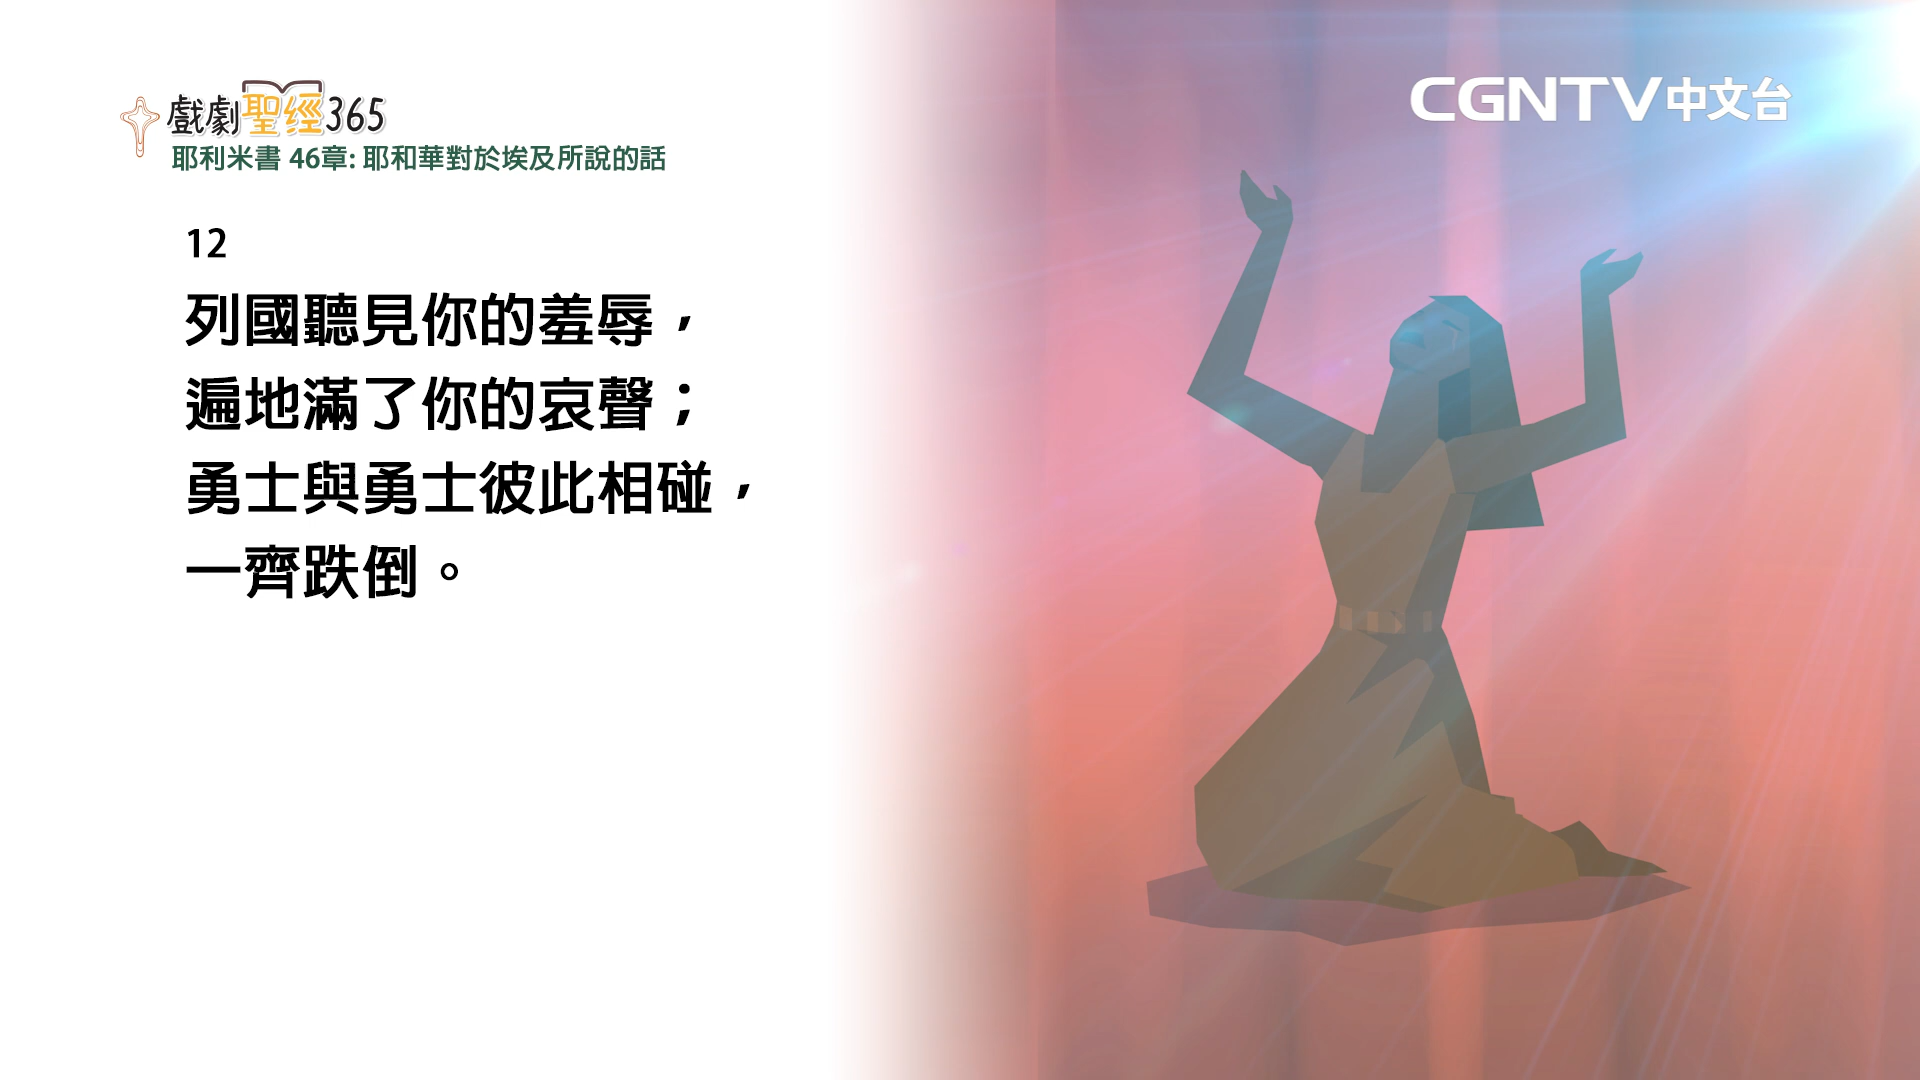 戲劇聖經365
CGNTV中文台
耶利米書 46章: 耶和華對於埃及所說的話
12
列國聽見你的羞辱，
遍地滿了你的哀聲；
勇士與勇士彼此相碰，
一齊跌倒。